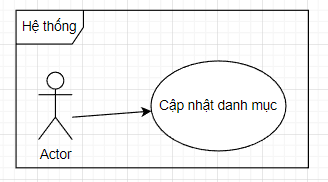 Hệ thống
Cập nhật danh mục
Actor